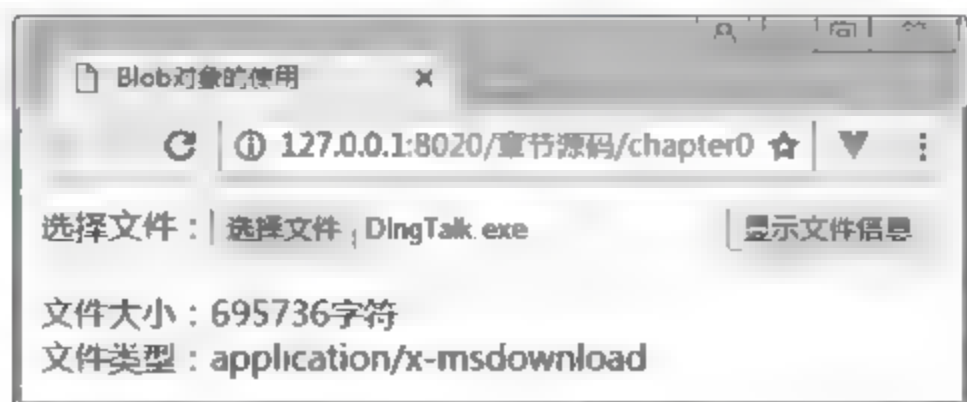 Blob对象的使用
127.0.0.1:8020/章节源码/chapter0
选择文件：选择文件 DingTalk.exe 显示文件信息
文件大小：695736字符
文件类型：application/x-msdownload